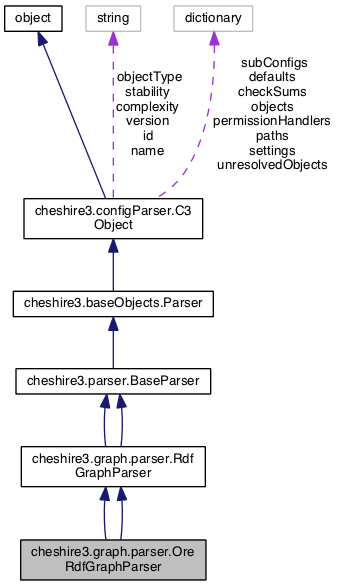 object
string
dictionary
objectType
stability
complexity
version
id
name
subConfigs
defaults
checkSums
objects
permissionHandlers
paths
settings
unresolvedObjects
cheshire3.configParser.C3
Object
cheshire3.baseObjects.Parser
cheshire3.parser.BaseParser
cheshire3.graph.parser.Rdf
GraphParser
cheshire3.graph.parser.Ore
RdfGraphParser